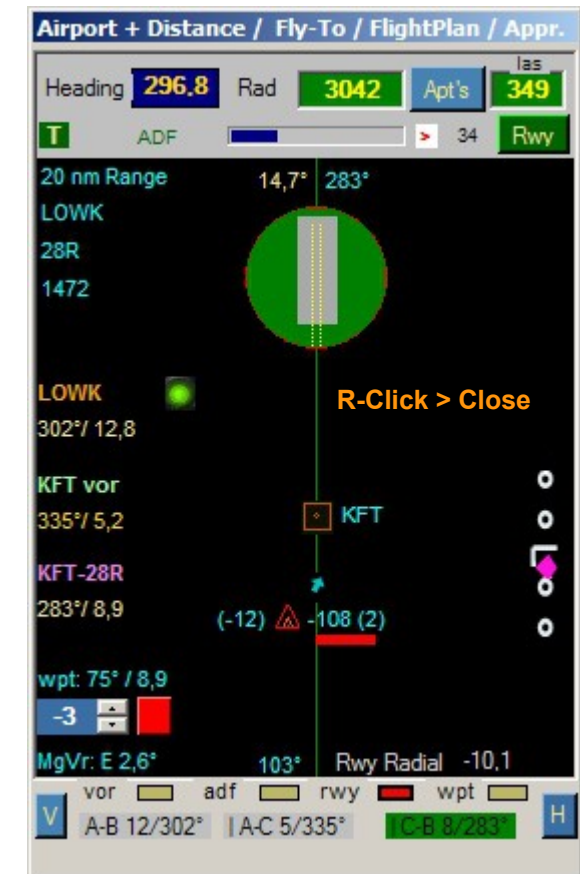 Airport + Distance / Fly-To / FlightPlan / Appr.
Ias
Heading 296,8 Rad 3042 Apt's 349
T ADF > 34 Rwy
20 nm Range 14,7° 283°
LOWK
28R
1472
LOWK R-Click > Close
302°/ 12,8
KFT vor
335°/ 5,2 KFT
KFT-28R
283°/ 8,9 (-12) -108 (2)
wpt: 75° / 8,9
-3
MgVr: E 2,6° 103° Rwy Radial -10,1
vor adf rwy wpt
V A-B 12/302° | A-C 5/335° | C-B 8/283° H